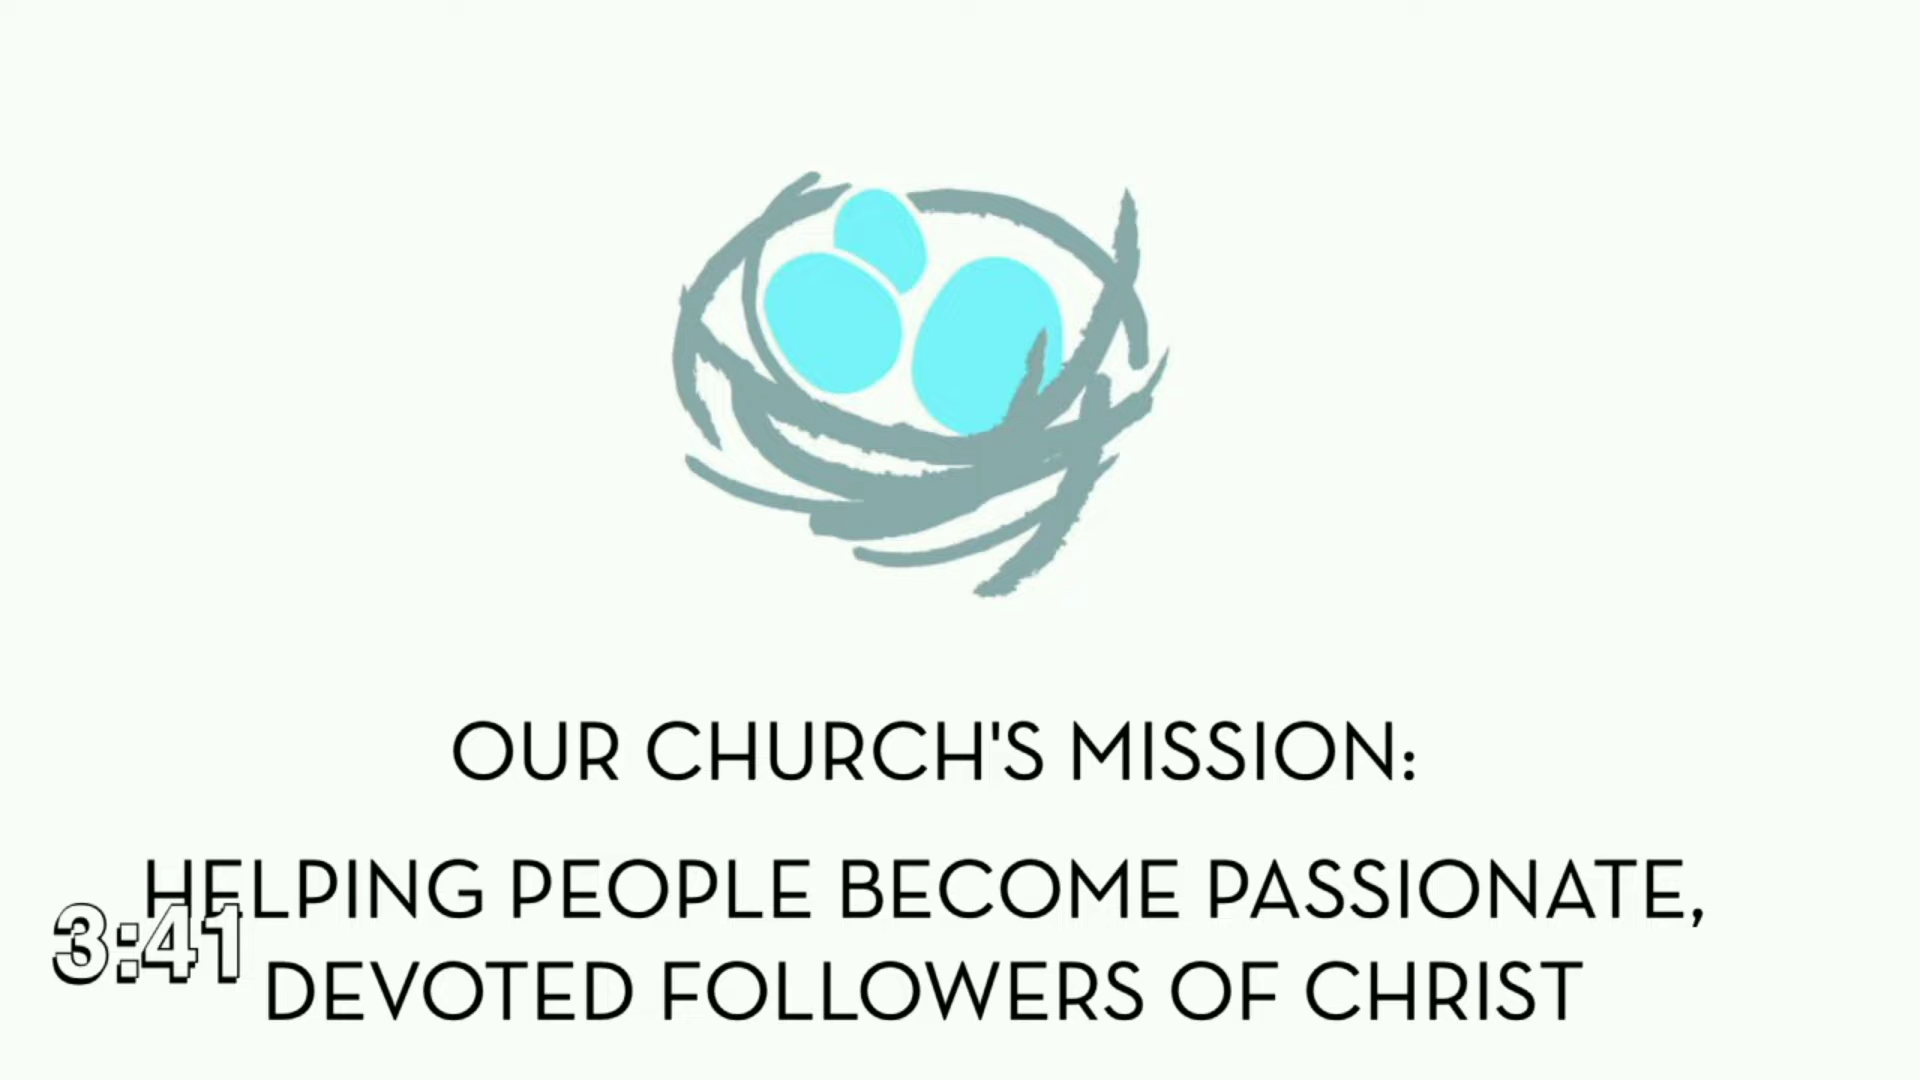 OUR CHURCH'S MISSION:
HELPING PEOPLE BECOME PASSIONATE,
3:41
DEVOTED FOLLOWERS OF CHRIST